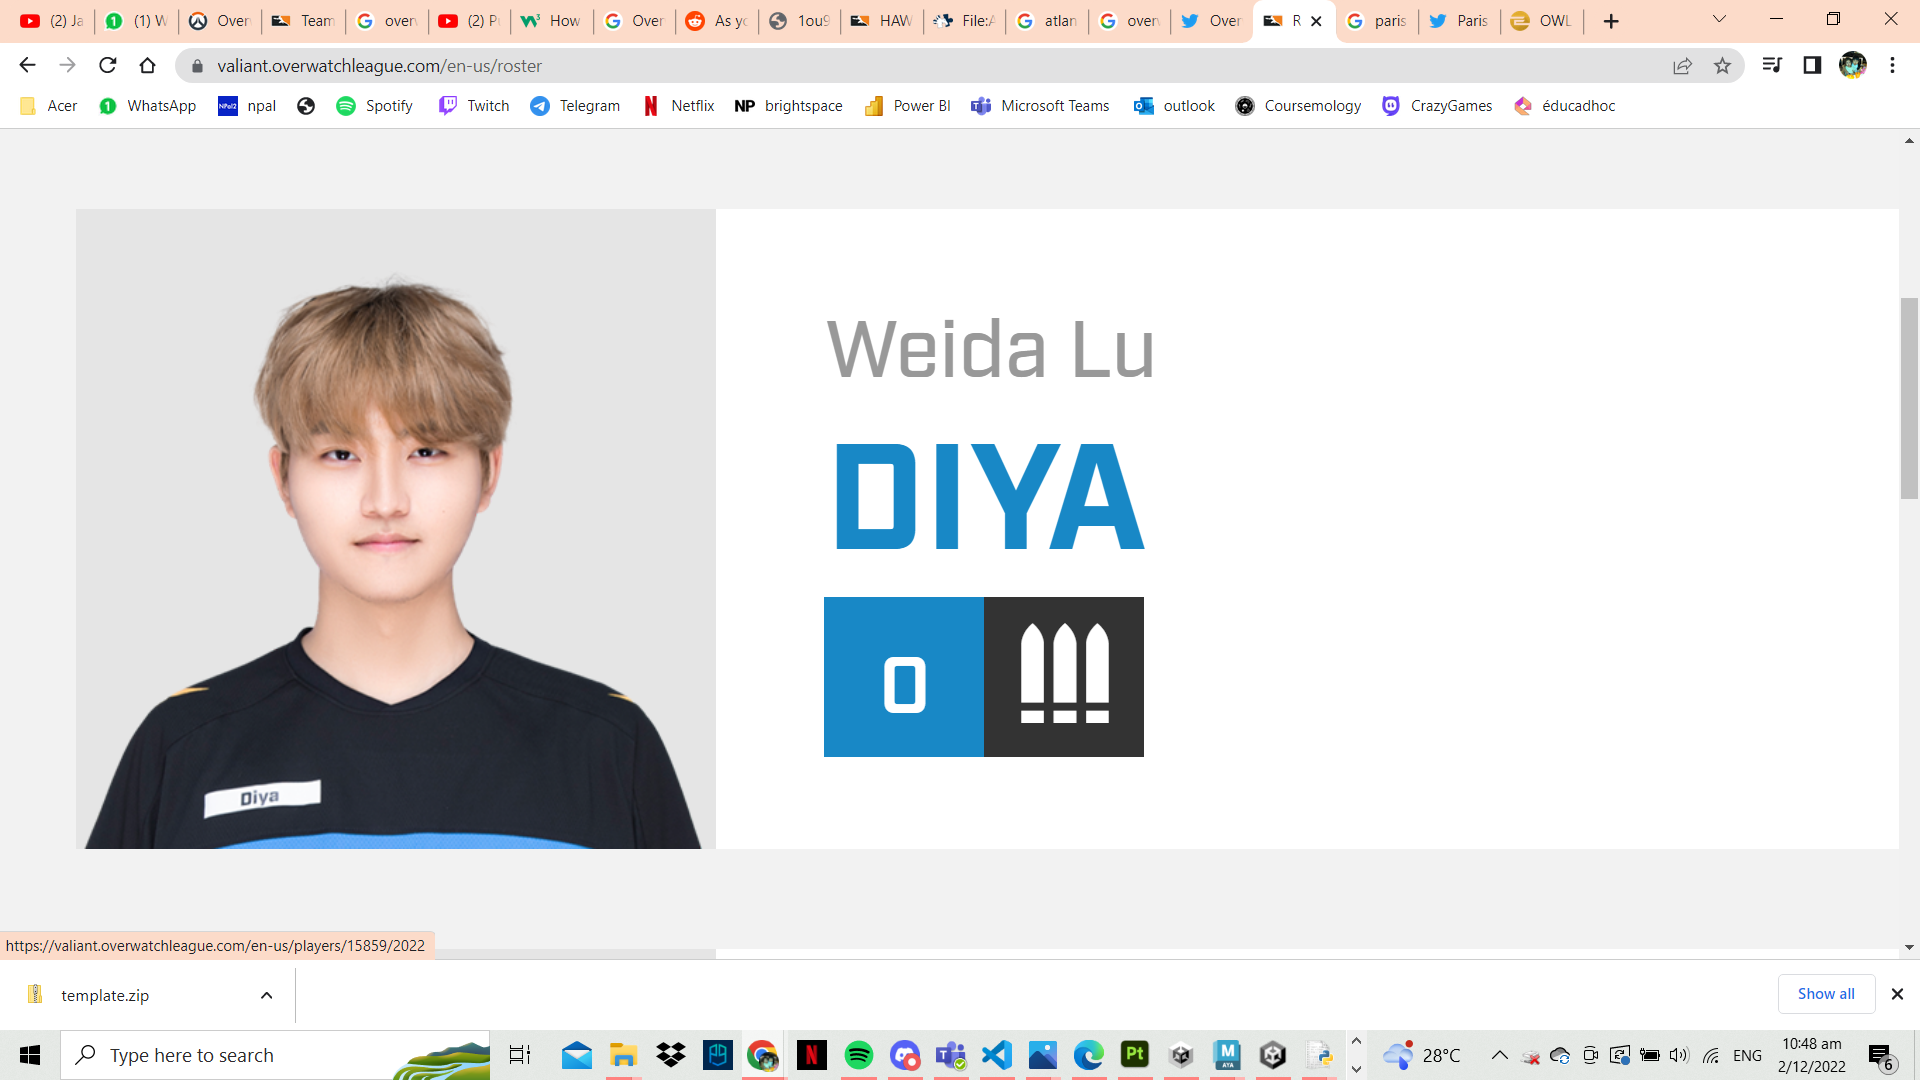 (2) Ja
(1) W
Over
Team
over
(2) P
How
Over
As yo
1ou9
HAW
File:A
atlan
over
Over
R
paris
Paris
OWL
valiant.overwatchleague.com/en-us/roster
Acer
WhatsApp
npal
Spotify
Twitch
Telegram
Netflix
NP brightspace
Power BI
Microsoft Teams
outlook
Coursemology
CrazyGames
éducadhoc
Weida Lu
DIYA
0
Diya
https://valiant.overwatchleague.com/en-us/players/15859/2022
template.zip
Show all
Type here to search
28°C
ENG
10:48 am
2/12/2022
6